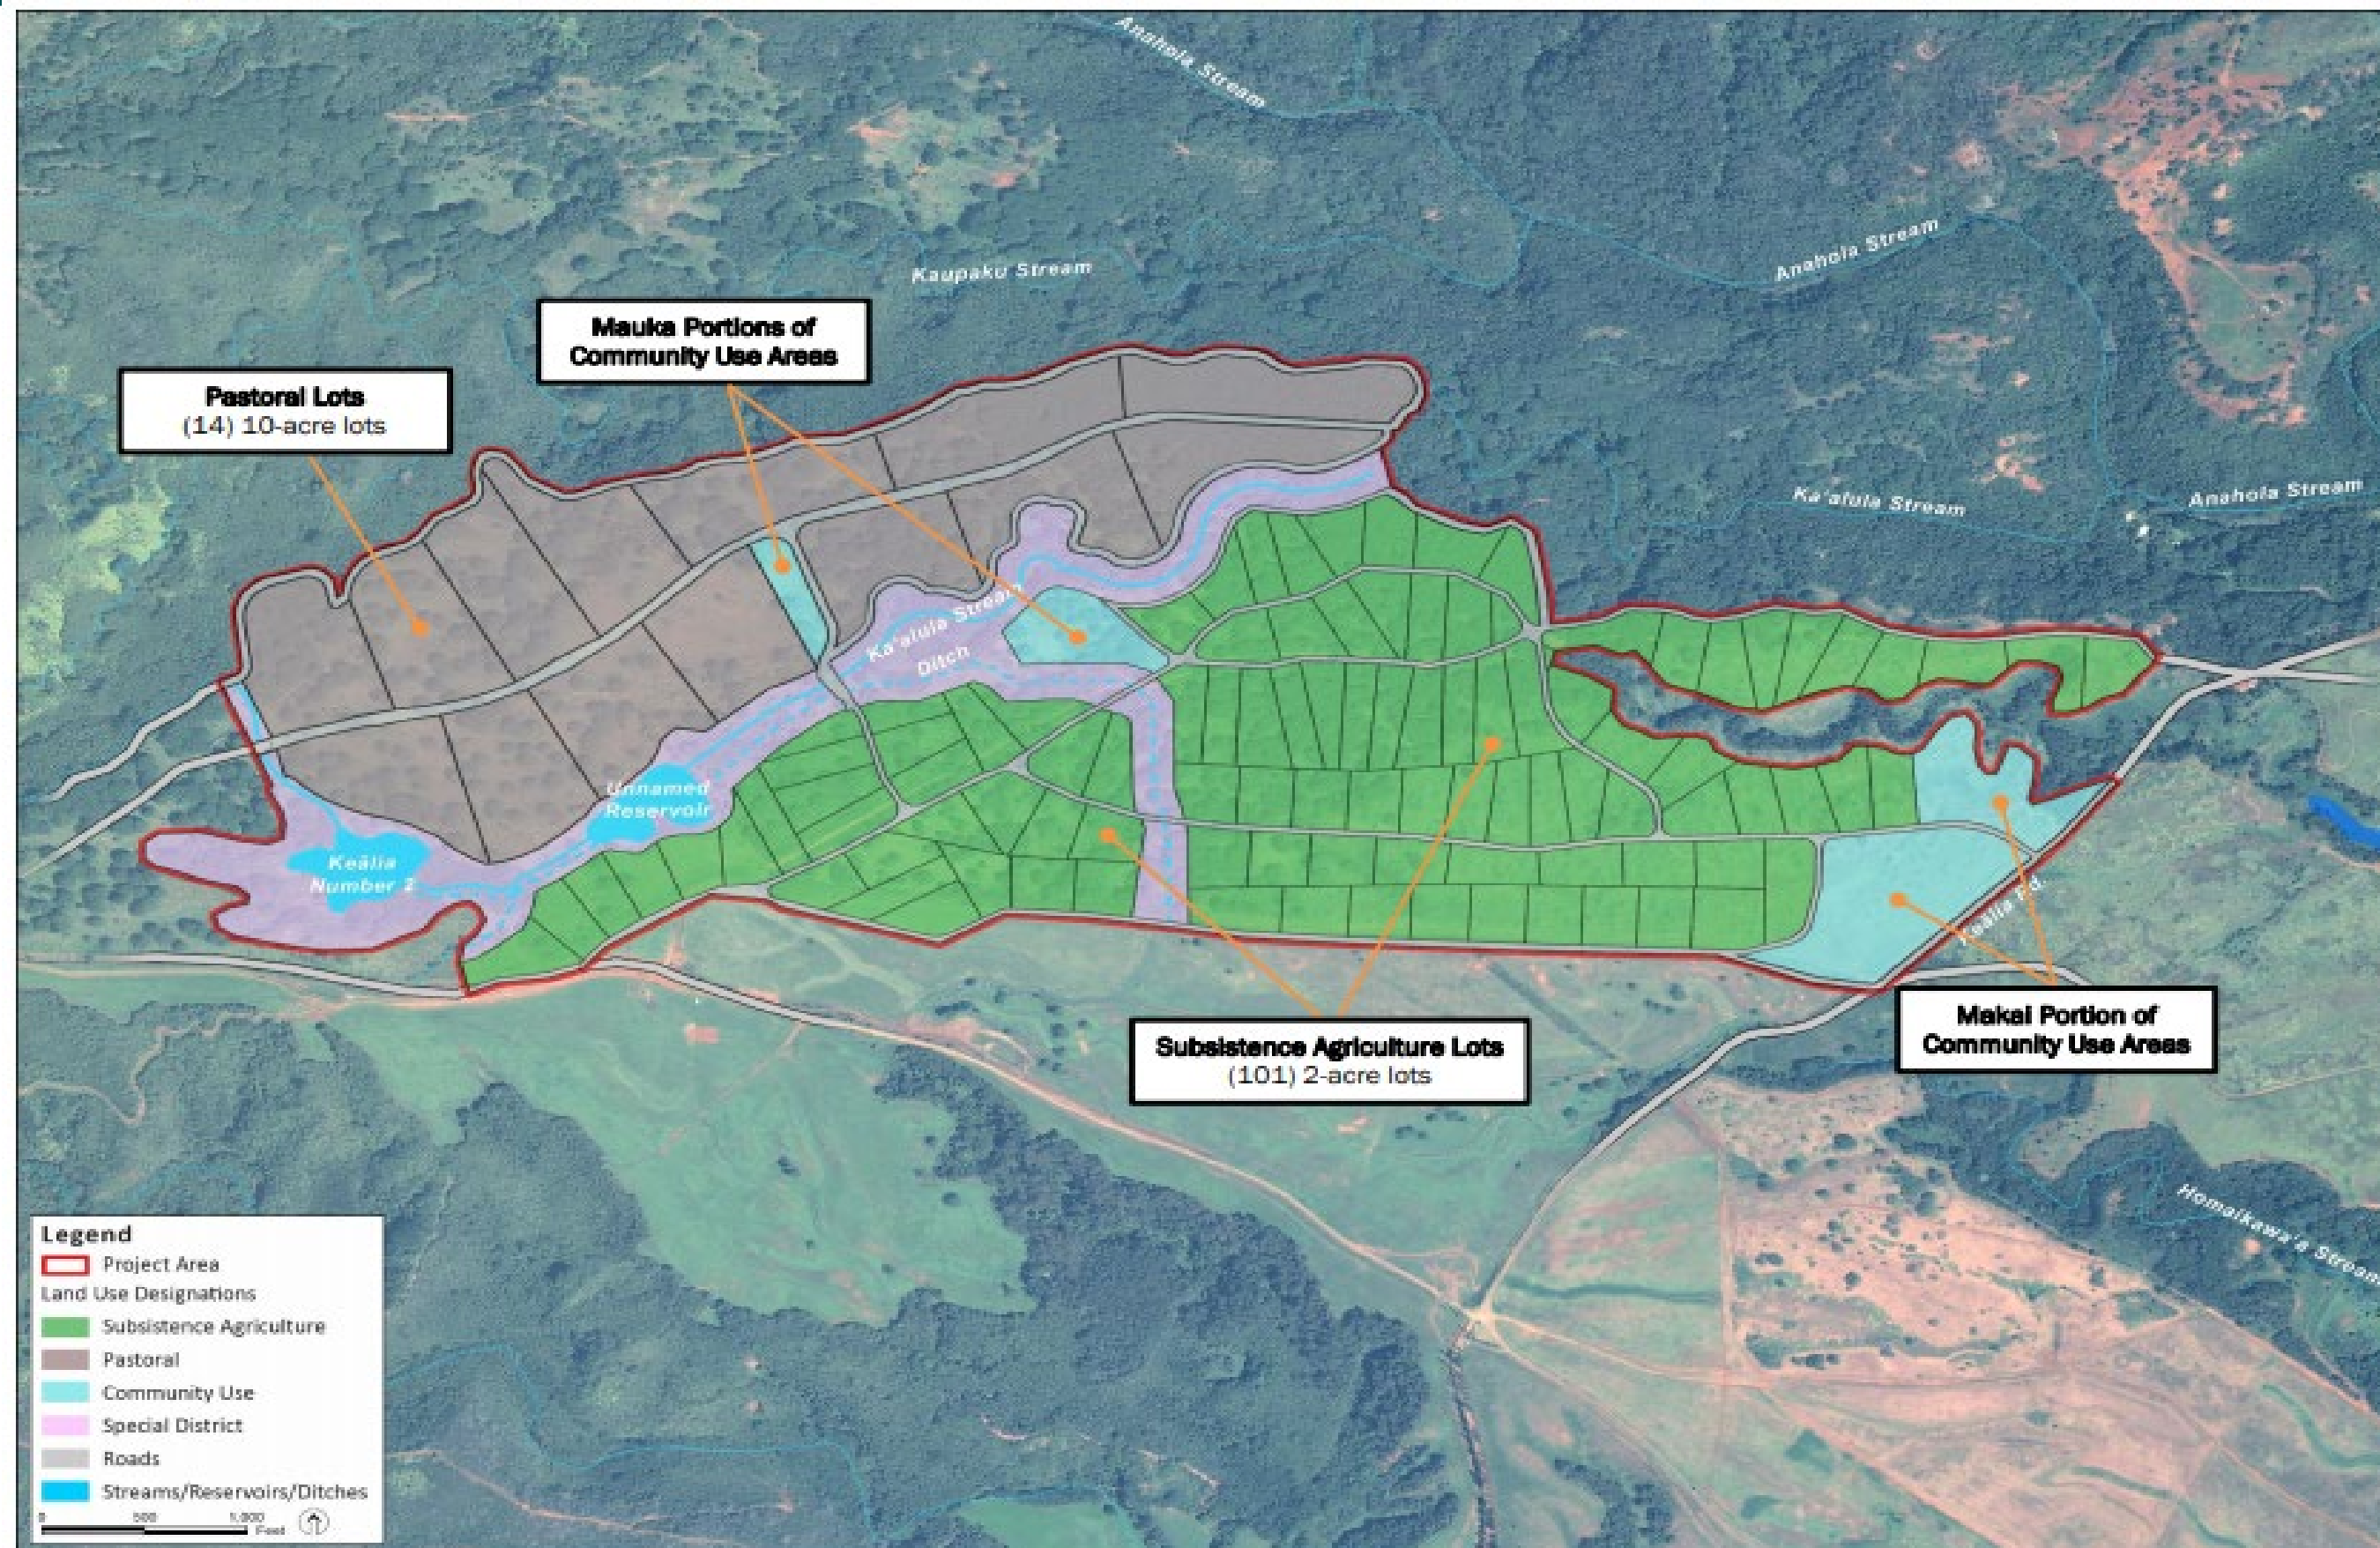 Anahola Stream
Kaupaku Stream
Anahola Stream
Mauka Portions of
Community Use Areas
Pastoral Lots
(14) 10-acre lots
Ka'alula Stream
Anahola Stream
Ka'alula Stream
Ditch
Unnamed
Reservoir
Keālia
Number 2
Keālia Rd.
Subsistence Agriculture Lots
(101) 2-acre lots
Makai Portion of
Community Use Areas
Homaikawa'a Stream
Legend
Project Area
Land Use Designations
Subsistence Agriculture
Pastoral
Community Use
Special District
Roads
Streams/Reservoirs/Ditches
0 500 1,000
Feet